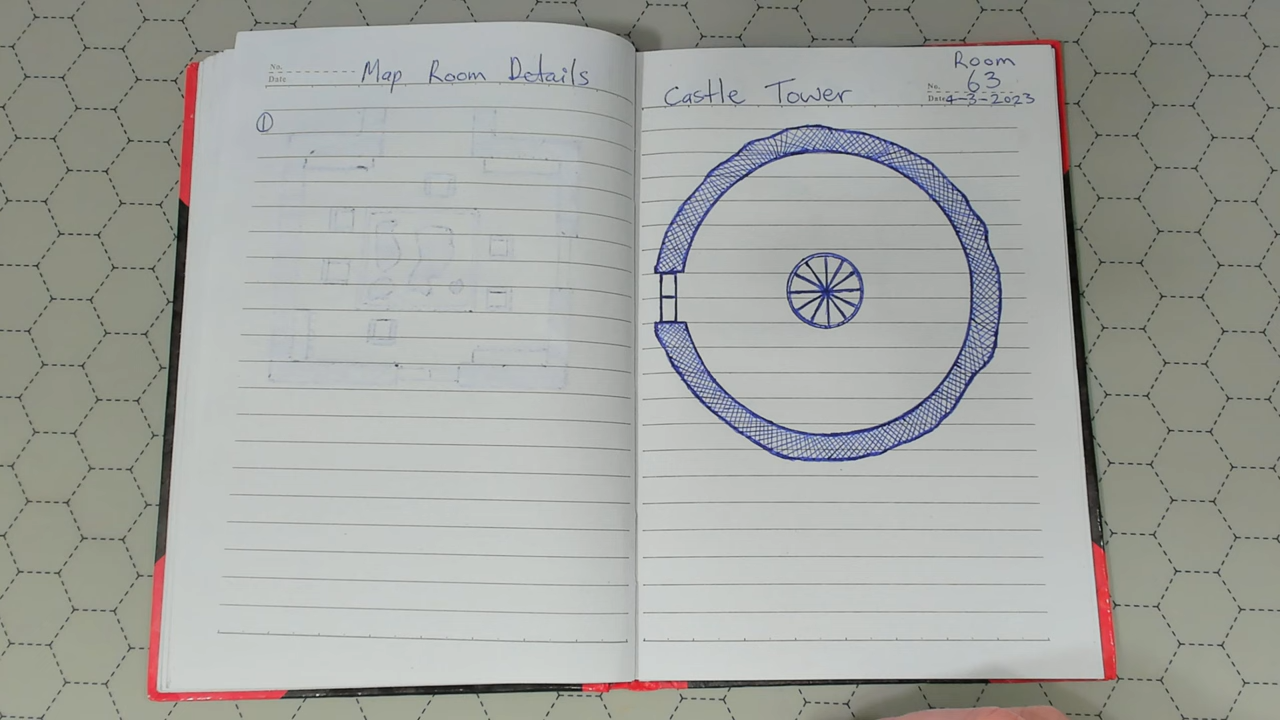 No.
Date
Map Room Details
①
Castle Tower
Room
No. 63
Date 4-3-2023